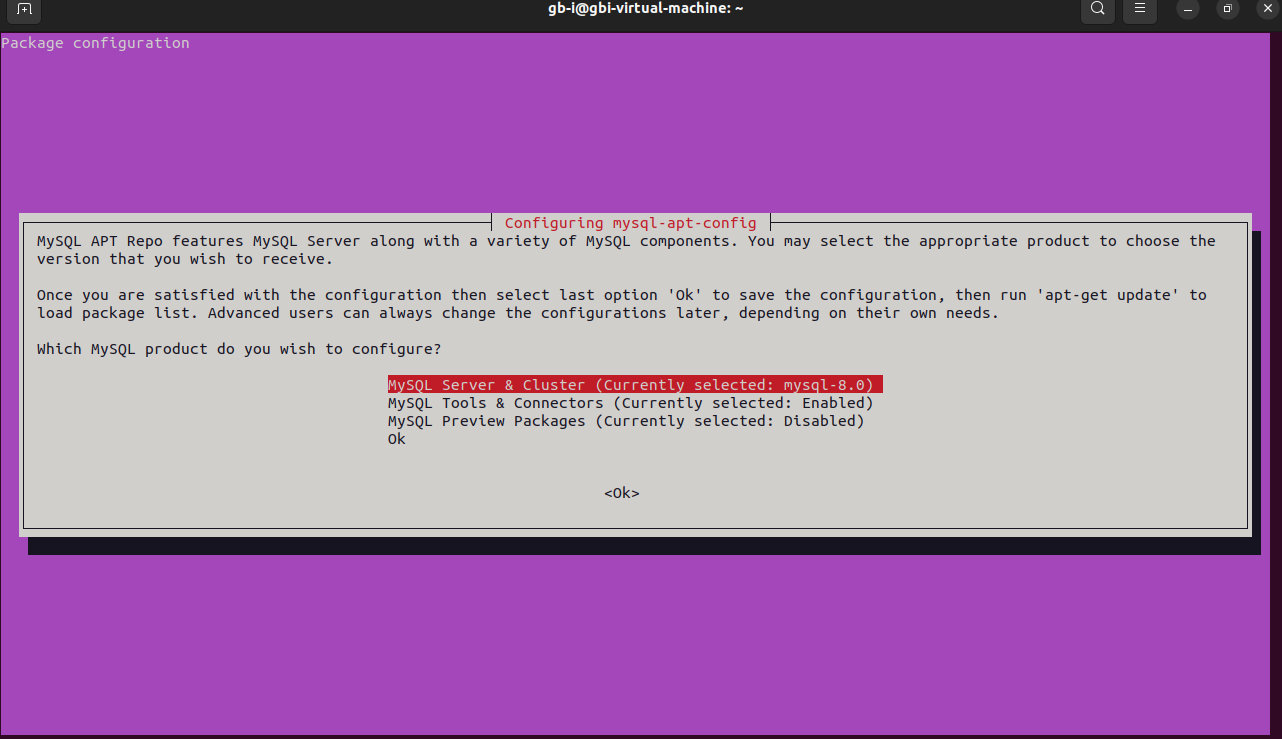 gb-i@gbi-virtual-machine: ~
Package configuration
Configuring mysql-apt-config
MySQL APT Repo features MySQL Server along with a variety of MySQL components. You may select the appropriate product to choose the
version that you wish to receive.
Once you are satisfied with the configuration then select last option 'Ok' to save the configuration, then run 'apt-get update' to
load package list. Advanced users can always change the configurations later, depending on their own needs.
Which MySQL product do you wish to configure?
MySQL Server & Cluster (Currently selected: mysql-8.0)
MySQL Tools & Connectors (Currently selected: Enabled)
MySQL Preview Packages (Currently selected: Disabled)
Ok
<Ok>